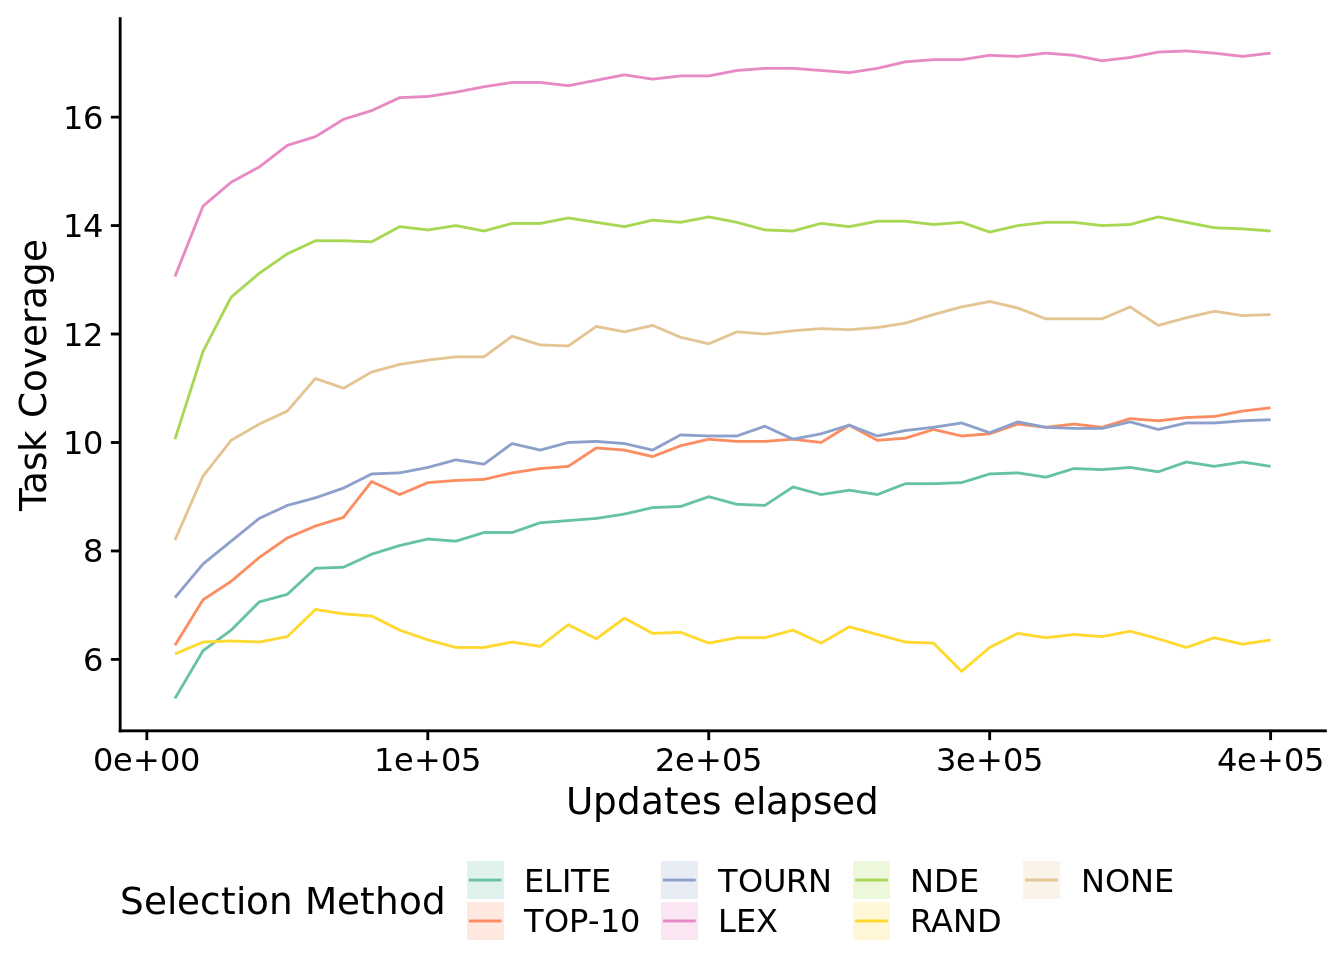 Task Coverage
16
14
12
10
8
6
0e+00 1e+05 2e+05 3e+05 4e+05
Updates elapsed
Selection Method
ELITE TOURN NDE NONE
TOP-10 LEX RAND